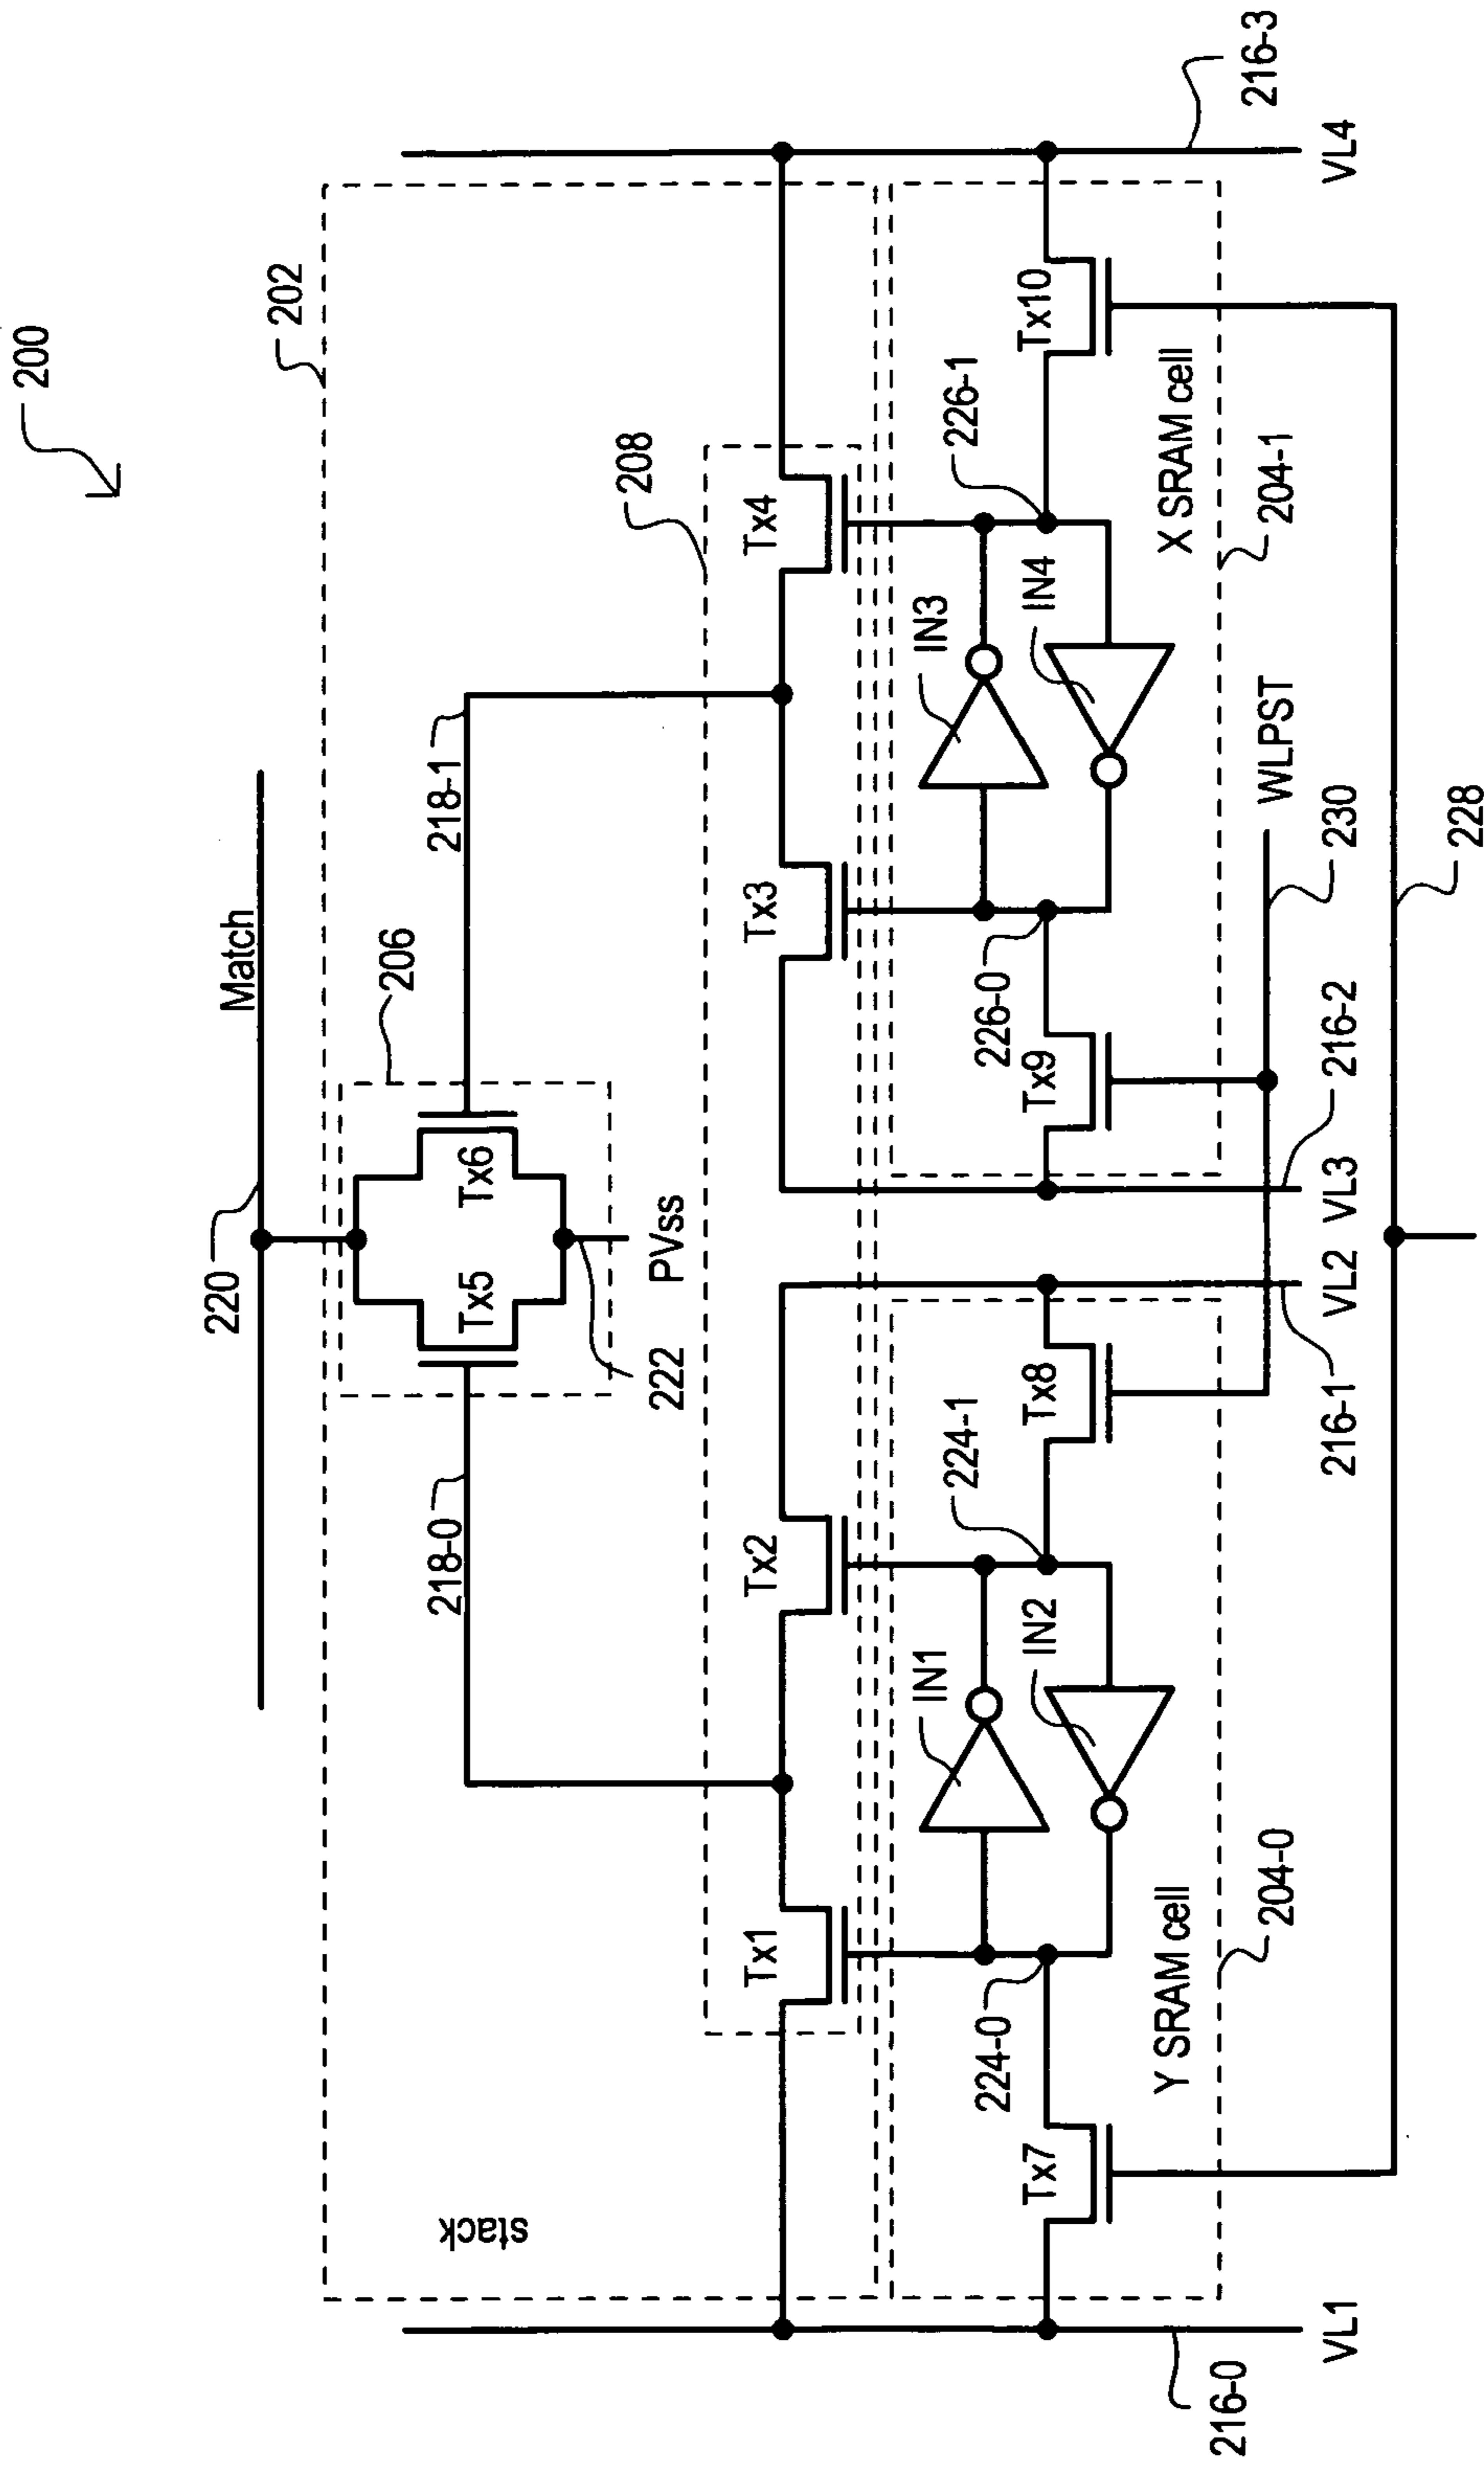 200
202
Match
220
206
218-0
218-1
Tx5
Tx6
PVss
222
208
stack
Tx1
Tx2
Tx3
Tx4
IN1
224-1
IN3
226-1
224-0
IN2
226-0
IN4
Tx7
Tx8
Tx9
Tx10
Y SRAM cell
X SRAM cell
204-0
WLPST
204-1
216-0
VL1
216-1
VL2
VL3
216-2
230
VL4
216-3
228